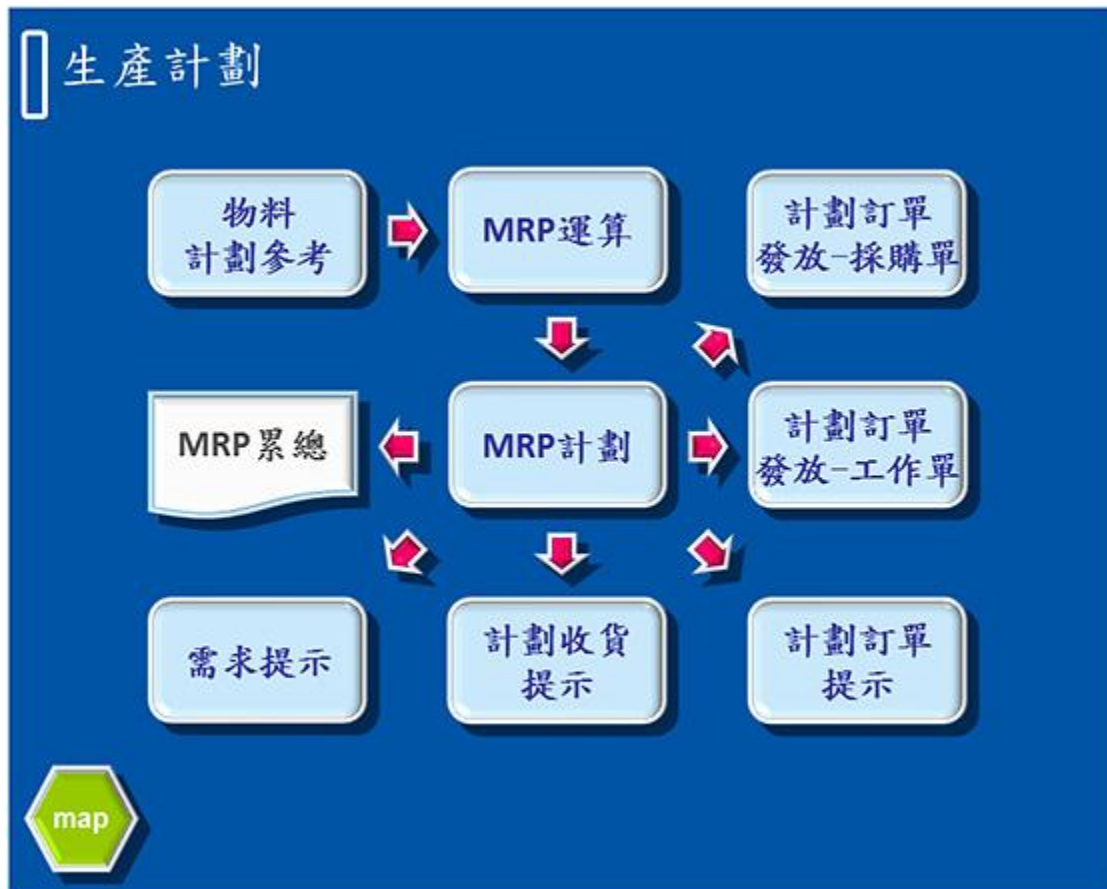 生產計劃
物料
計劃參考
MRP運算
計劃訂單
發放-採購單
MRP累總
MRP計劃
計劃訂單
發放-工作單
需求提示
計劃收貨
提示
計劃訂單
提示
map